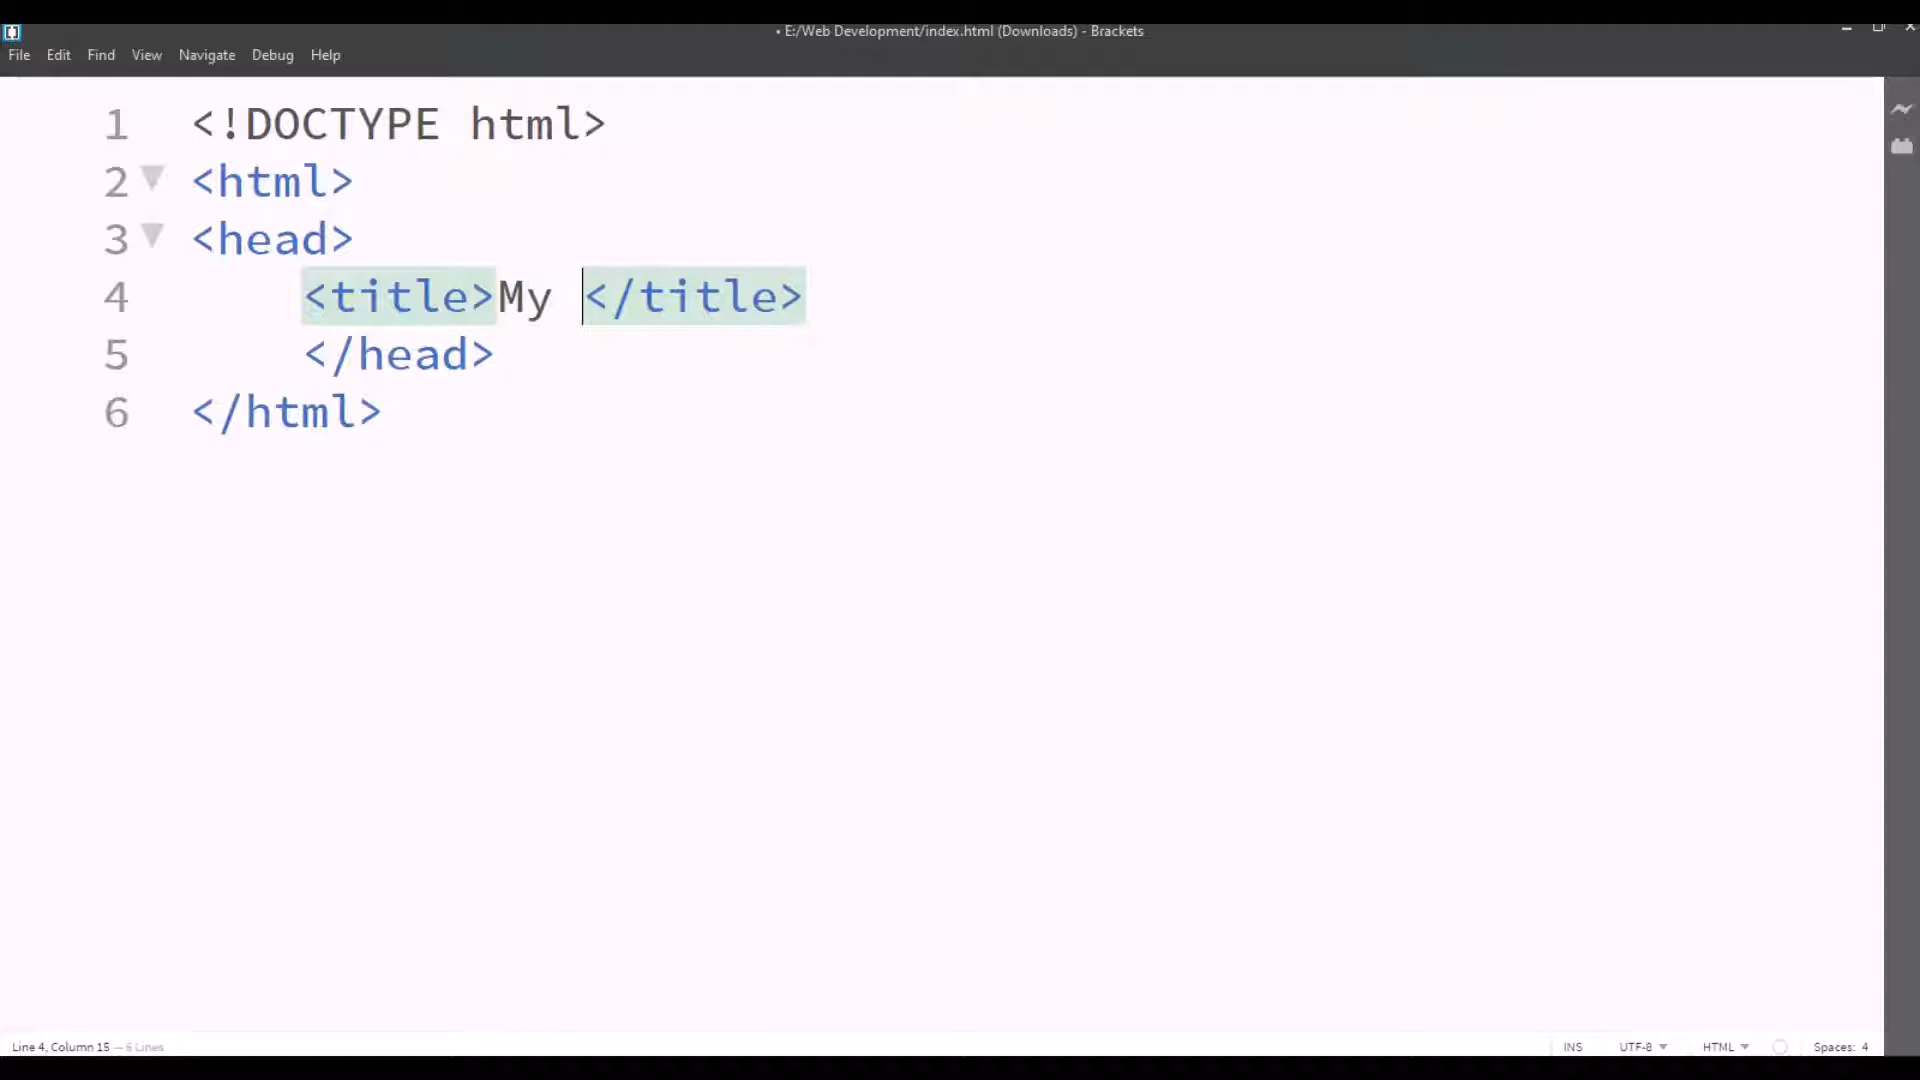 • E:/Web Development/index.html (Downloads) - Brackets
File Edit Find View Navigate Debug Help
1 <!DOCTYPE html>
2 <html>
3 <head>
4 <title>My </title>
5 </head>
6 </html>
Line 4, Column 15 — 6 Lines
INS UTF-8 HTML Spaces: 4